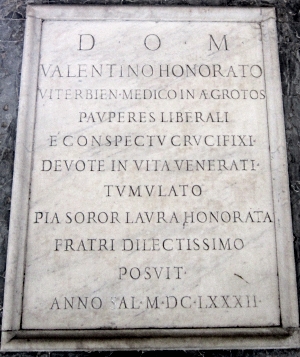 D O M
VALENTINO HONORATO
VITERBIEN·MEDICO IN ÆGROTOS
PAVPERES LIBERALI
E CONSPECTV CRVCIFIXI·
DEVOTE IN VITA VENERATI·
TVMVLATO
PIA SOROR LAVRA HONORATA
FRATRI DILECTISSIMO
POSVIT·
ANNO SAL·M·DC·LXXXII·